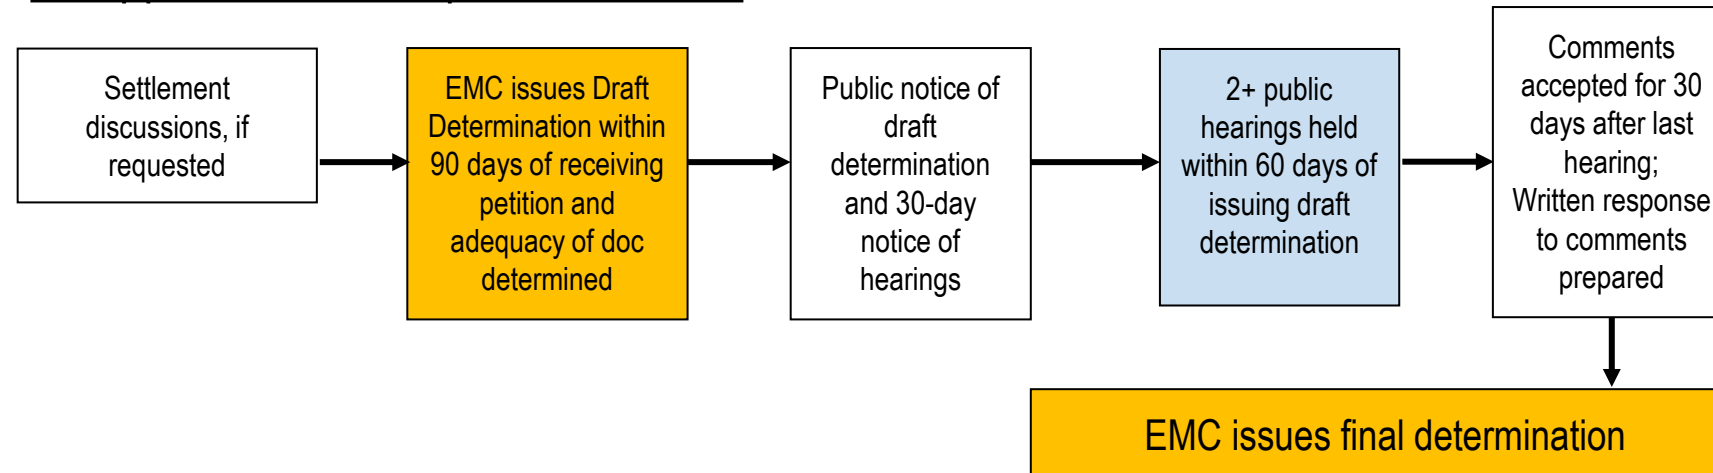 Settlement
discussions, if
requested
EMC issues Draft
Determination within
90 days of receiving
petition and
adequacy of doc
determined
Public notice of
draft
determination
and 30-day
notice of
hearings
2+ public
hearings held
within 60 days of
issuing draft
determination
Comments
accepted for 30
days after last
hearing;
Written response
to comments
prepared
EMC issues final determination